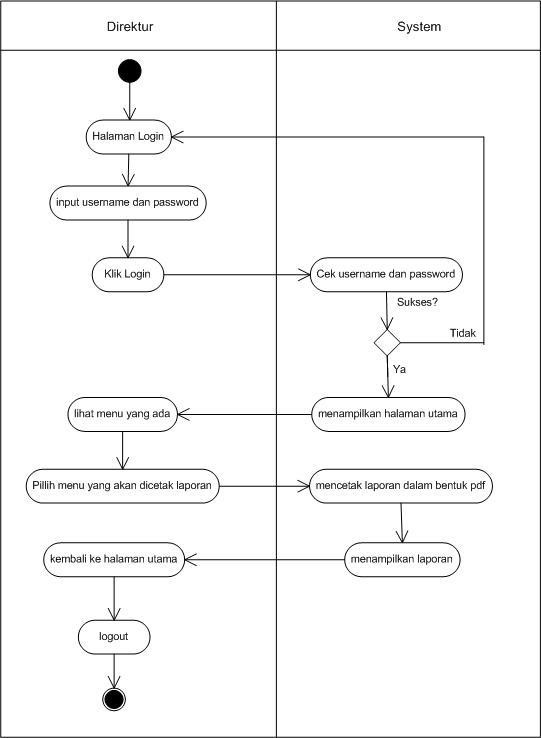 Direktur
System
Halaman Login
input username dan password
Klik Login
Cek username dan password
Sukses?
Tidak
Ya
lihat menu yang ada
menampilkan halaman utama
Pillih menu yang akan dicetak laporan
mencetak laporan dalam bentuk pdf
kembali ke halaman utama
menampilkan laporan
logout